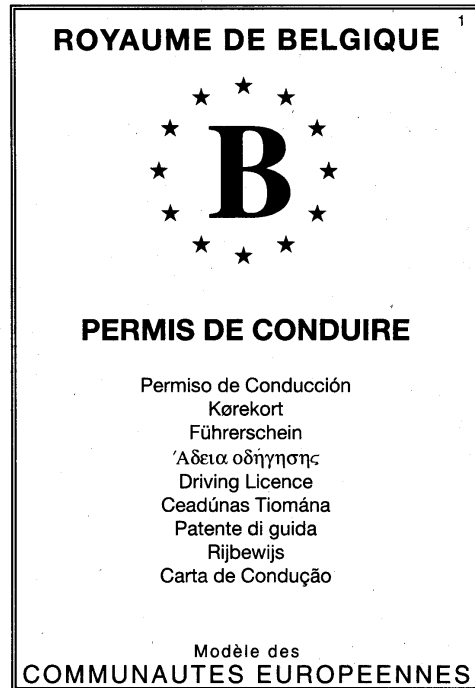 1
ROYAUME DE BELGIQUE
B
PERMIS DE CONDUIRE
Permiso de Conducción
Kørekort
Führerschein
Άδεια οδήγησης
Driving Licence
Ceadúnas Tiomána
Patente di guida
Rijbewijs
Carta de Condução
Modèle des
COMMUNAUTES EUROPEENNES